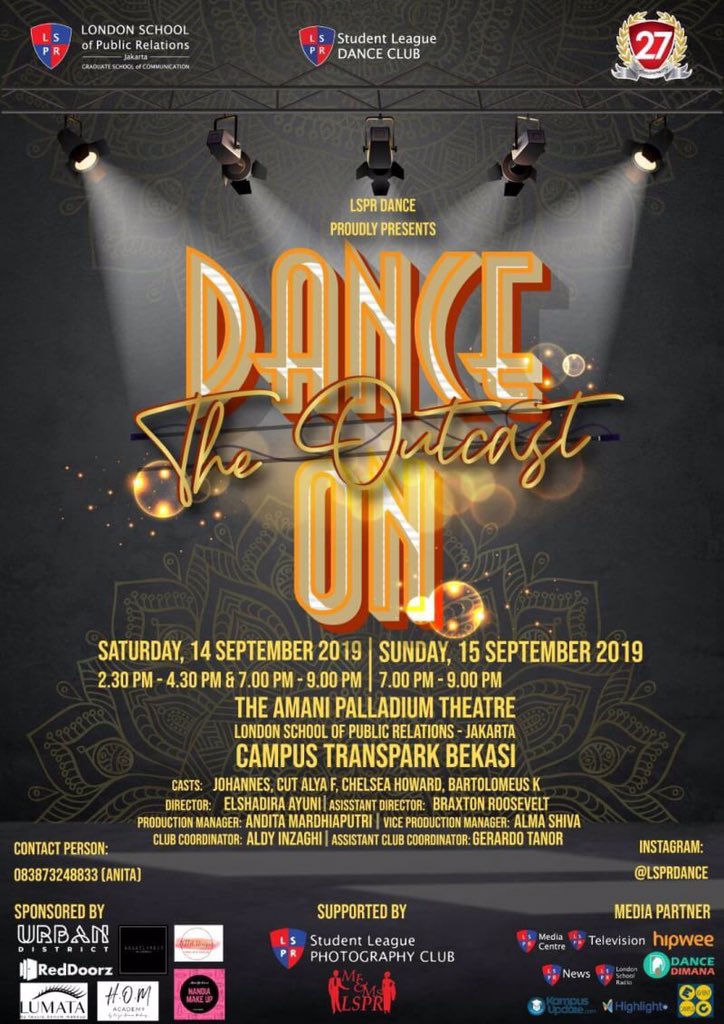 LONDON SCHOOL
of Public Relations
Jakarta
GRADUATE SCHOOL of COMMUNICATION
L S
P R
Student League
DANCE CLUB
L S
P R
27
LSPR DANCE
PROUDLY PRESENTS
DANCE
The Outcast
ON
SATURDAY, 14 SEPTEMBER 2019 | SUNDAY, 15 SEPTEMBER 2019
2.30 PM - 4.30 PM & 7.00 PM - 9.00 PM | 7.00 PM - 9.00 PM
THE AMANI PALLADIUM THEATRE
LONDON SCHOOL OF PUBLIC RELATIONS - JAKARTA
CAMPUS TRANSPARK BEKASI
CASTS: JOHANNES, CUT ALYA F, CHELSEA HOWARD, BARTOLOMEUS K
DIRECTOR: ELSHADIRA AYUNI | ASISSTANT DIRECTOR: BRAXTON ROOSEVELT
PRODUCTION MANAGER: ANDITA MARDHIAPUTRI | VICE PRODUCTION MANAGER: ALMA SHIVA
CLUB COORDINATOR: ALDY INZAGHI | ASSISTANT CLUB COORDINATOR: GERARDO TANOR
CONTACT PERSON:
083873248833 (ANITA)
INSTAGRAM:
@LSPRDANCE
SPONSORED BY
URBAN
DISTRICT
RedDoorz
LUMATA
H.O.M
ACADEMY
NANDIA
MAKE UP
SUPPORTED BY
L S
P R
Student League
PHOTOGRAPHY CLUB
Mr & Ms
LSPR
MEDIA PARTNER
L S
P R
Media
Centre
L S
P R
Television
hipwee
L S
P R
News
L S
P R
London
School
Radio
DANCE
DIMANA
Kampus
Update.com
Highlight
EVENT